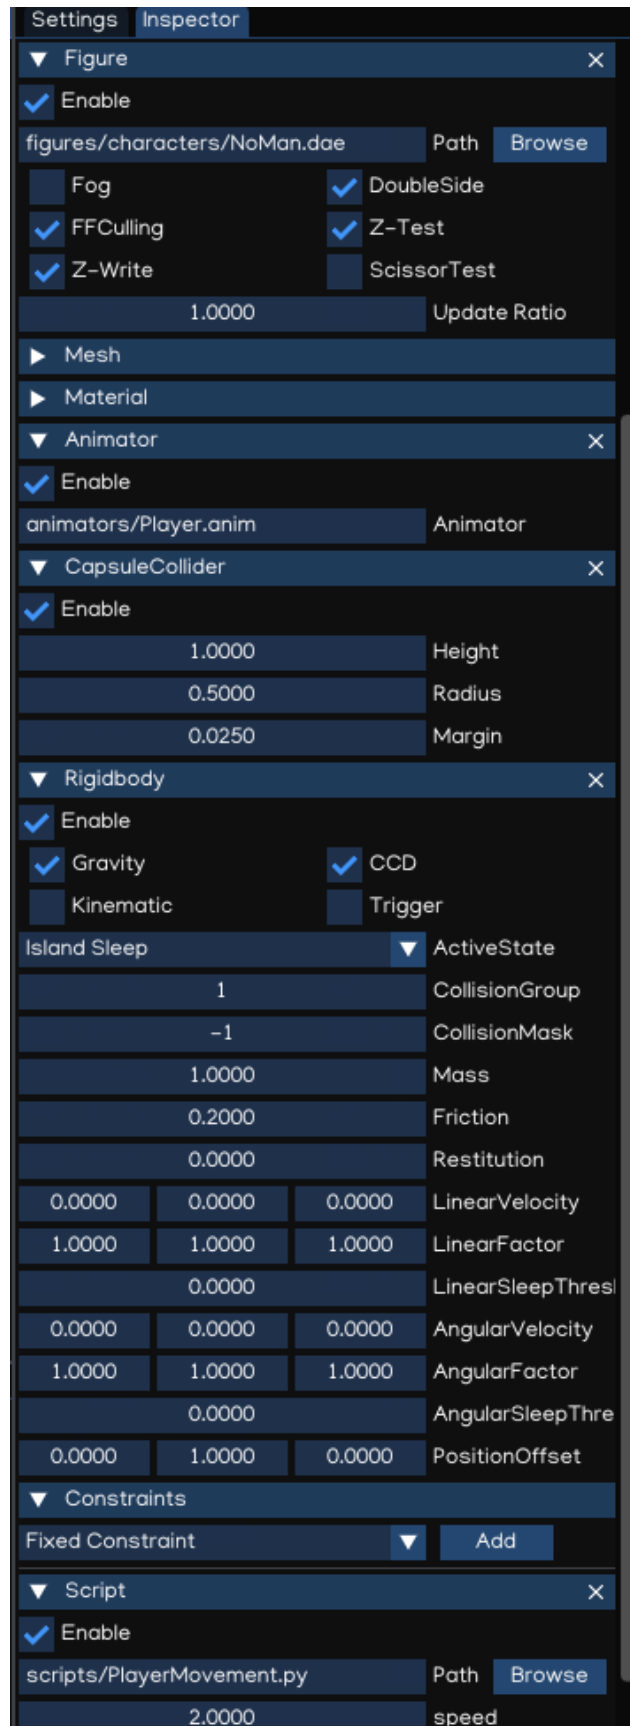 Settings Inspector
Figure
Enable
figures/characters/NoMan.dae Path Browse
Fog DoubleSide
FFCulling Z-Test
Z-Write ScissorTest
1.0000 Update Ratio
Mesh
Material
Animator
Enable
animators/Player.anim Animator
CapsuleCollider
Enable
1.0000 Height
0.5000 Radius
0.0250 Margin
Rigidbody
Enable
Gravity CCD
Kinematic Trigger
Island Sleep ActiveState
1 CollisionGroup
-1 CollisionMask
1.0000 Mass
0.2000 Friction
0.0000 Restitution
0.0000 0.0000 0.0000 LinearVelocity
1.0000 1.0000 1.0000 LinearFactor
0.0000 LinearSleepThresl
0.0000 0.0000 0.0000 AngularVelocity
1.0000 1.0000 1.0000 AngularFactor
0.0000 AngularSleepThre
0.0000 1.0000 0.0000 PositionOffset
Constraints
Fixed Constraint Add
Script
Enable
scripts/PlayerMovement.py Path Browse
2.0000 speed